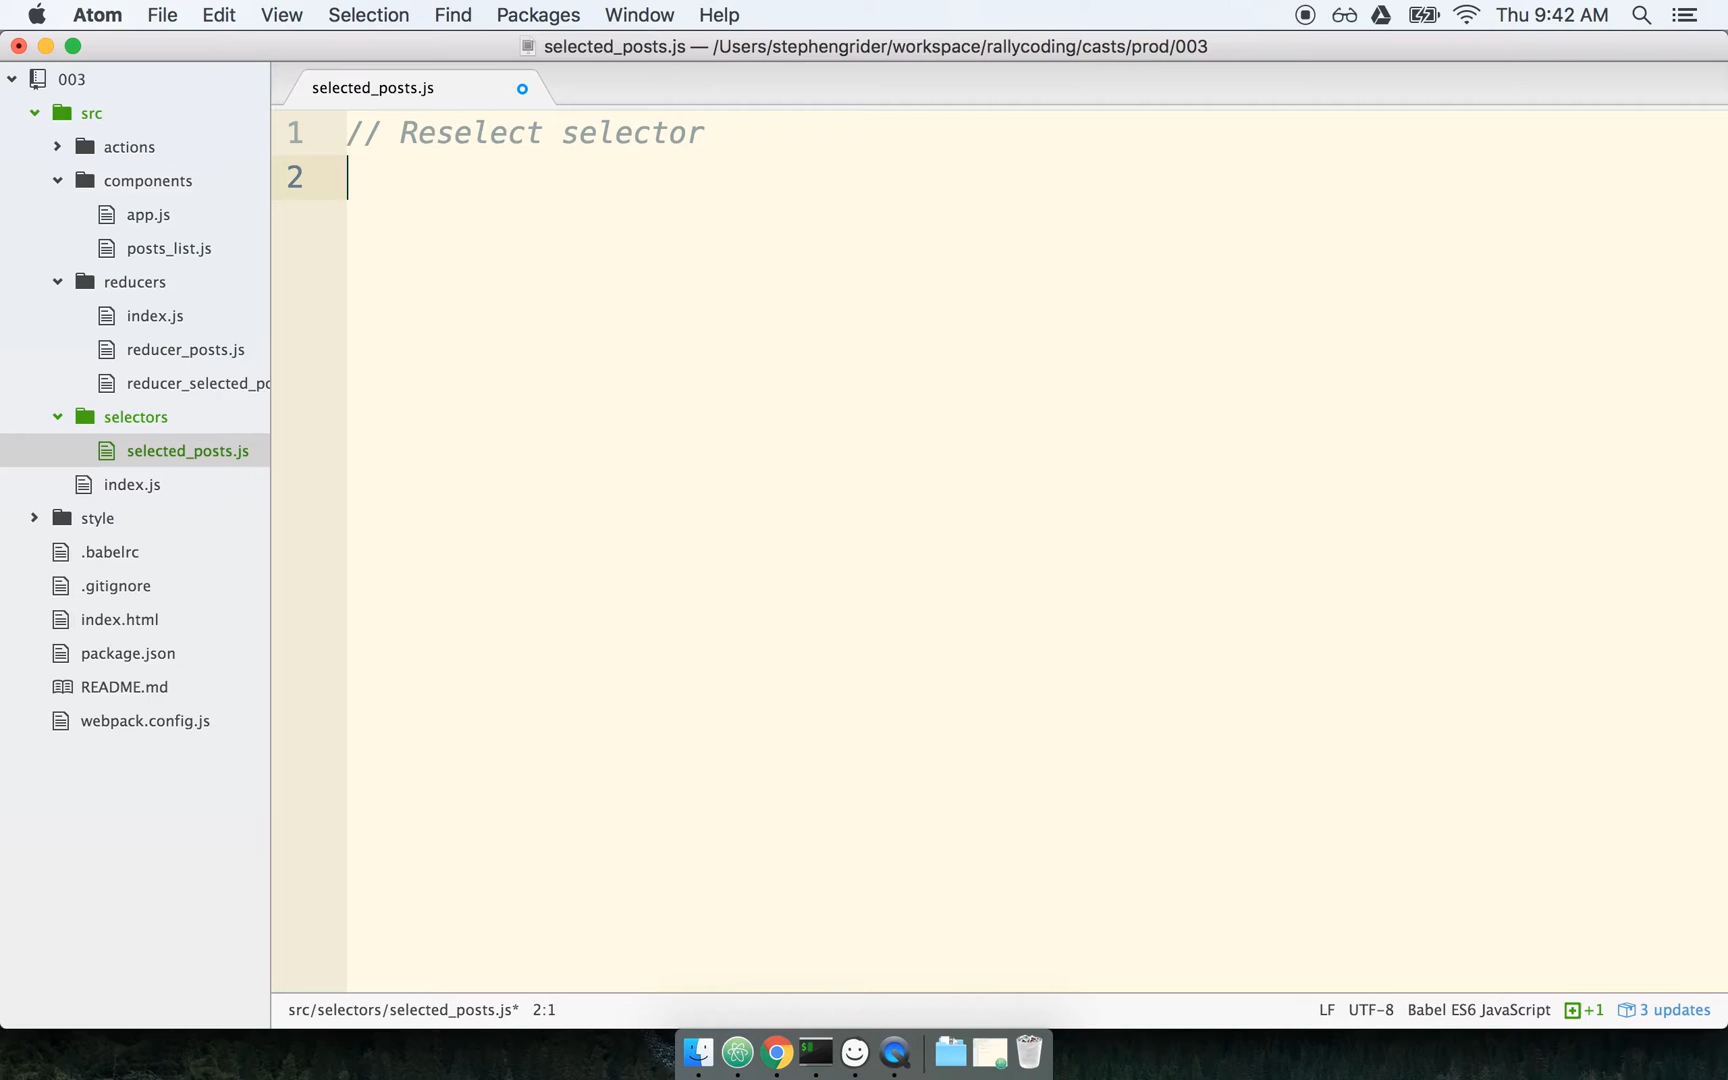 Atom File Edit View Selection Find Packages Window Help Thu 9:42 AM
selected_posts.js — /Users/stephengrider/workspace/rallycoding/casts/prod/003
003
src
actions
components
app.js
posts_list.js
reducers
index.js
reducer_posts.js
reducer_selected_po
selectors
selected_posts.js
index.js
style
.babelrc
.gitignore
index.html
package.json
README.md
webpack.config.js
selected_posts.js
1 // Reselect selector
2
src/selectors/selected_posts.js* 2:1 LF UTF-8 Babel ES6 JavaScript +1 3 updates